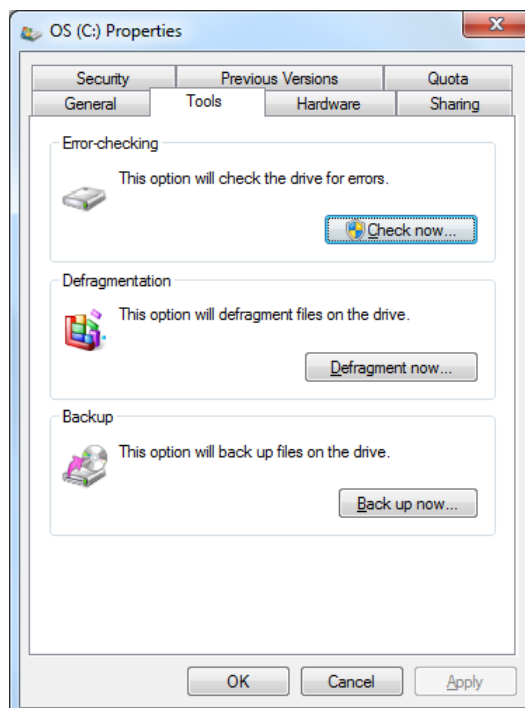 OS (C:) Properties
Security Previous Versions Quota
General Tools Hardware Sharing
Error-checking
This option will check the drive for errors.
Check now...
Defragmentation
This option will defragment files on the drive.
Defragment now...
Backup
This option will back up files on the drive.
Back up now...
OK Cancel Apply